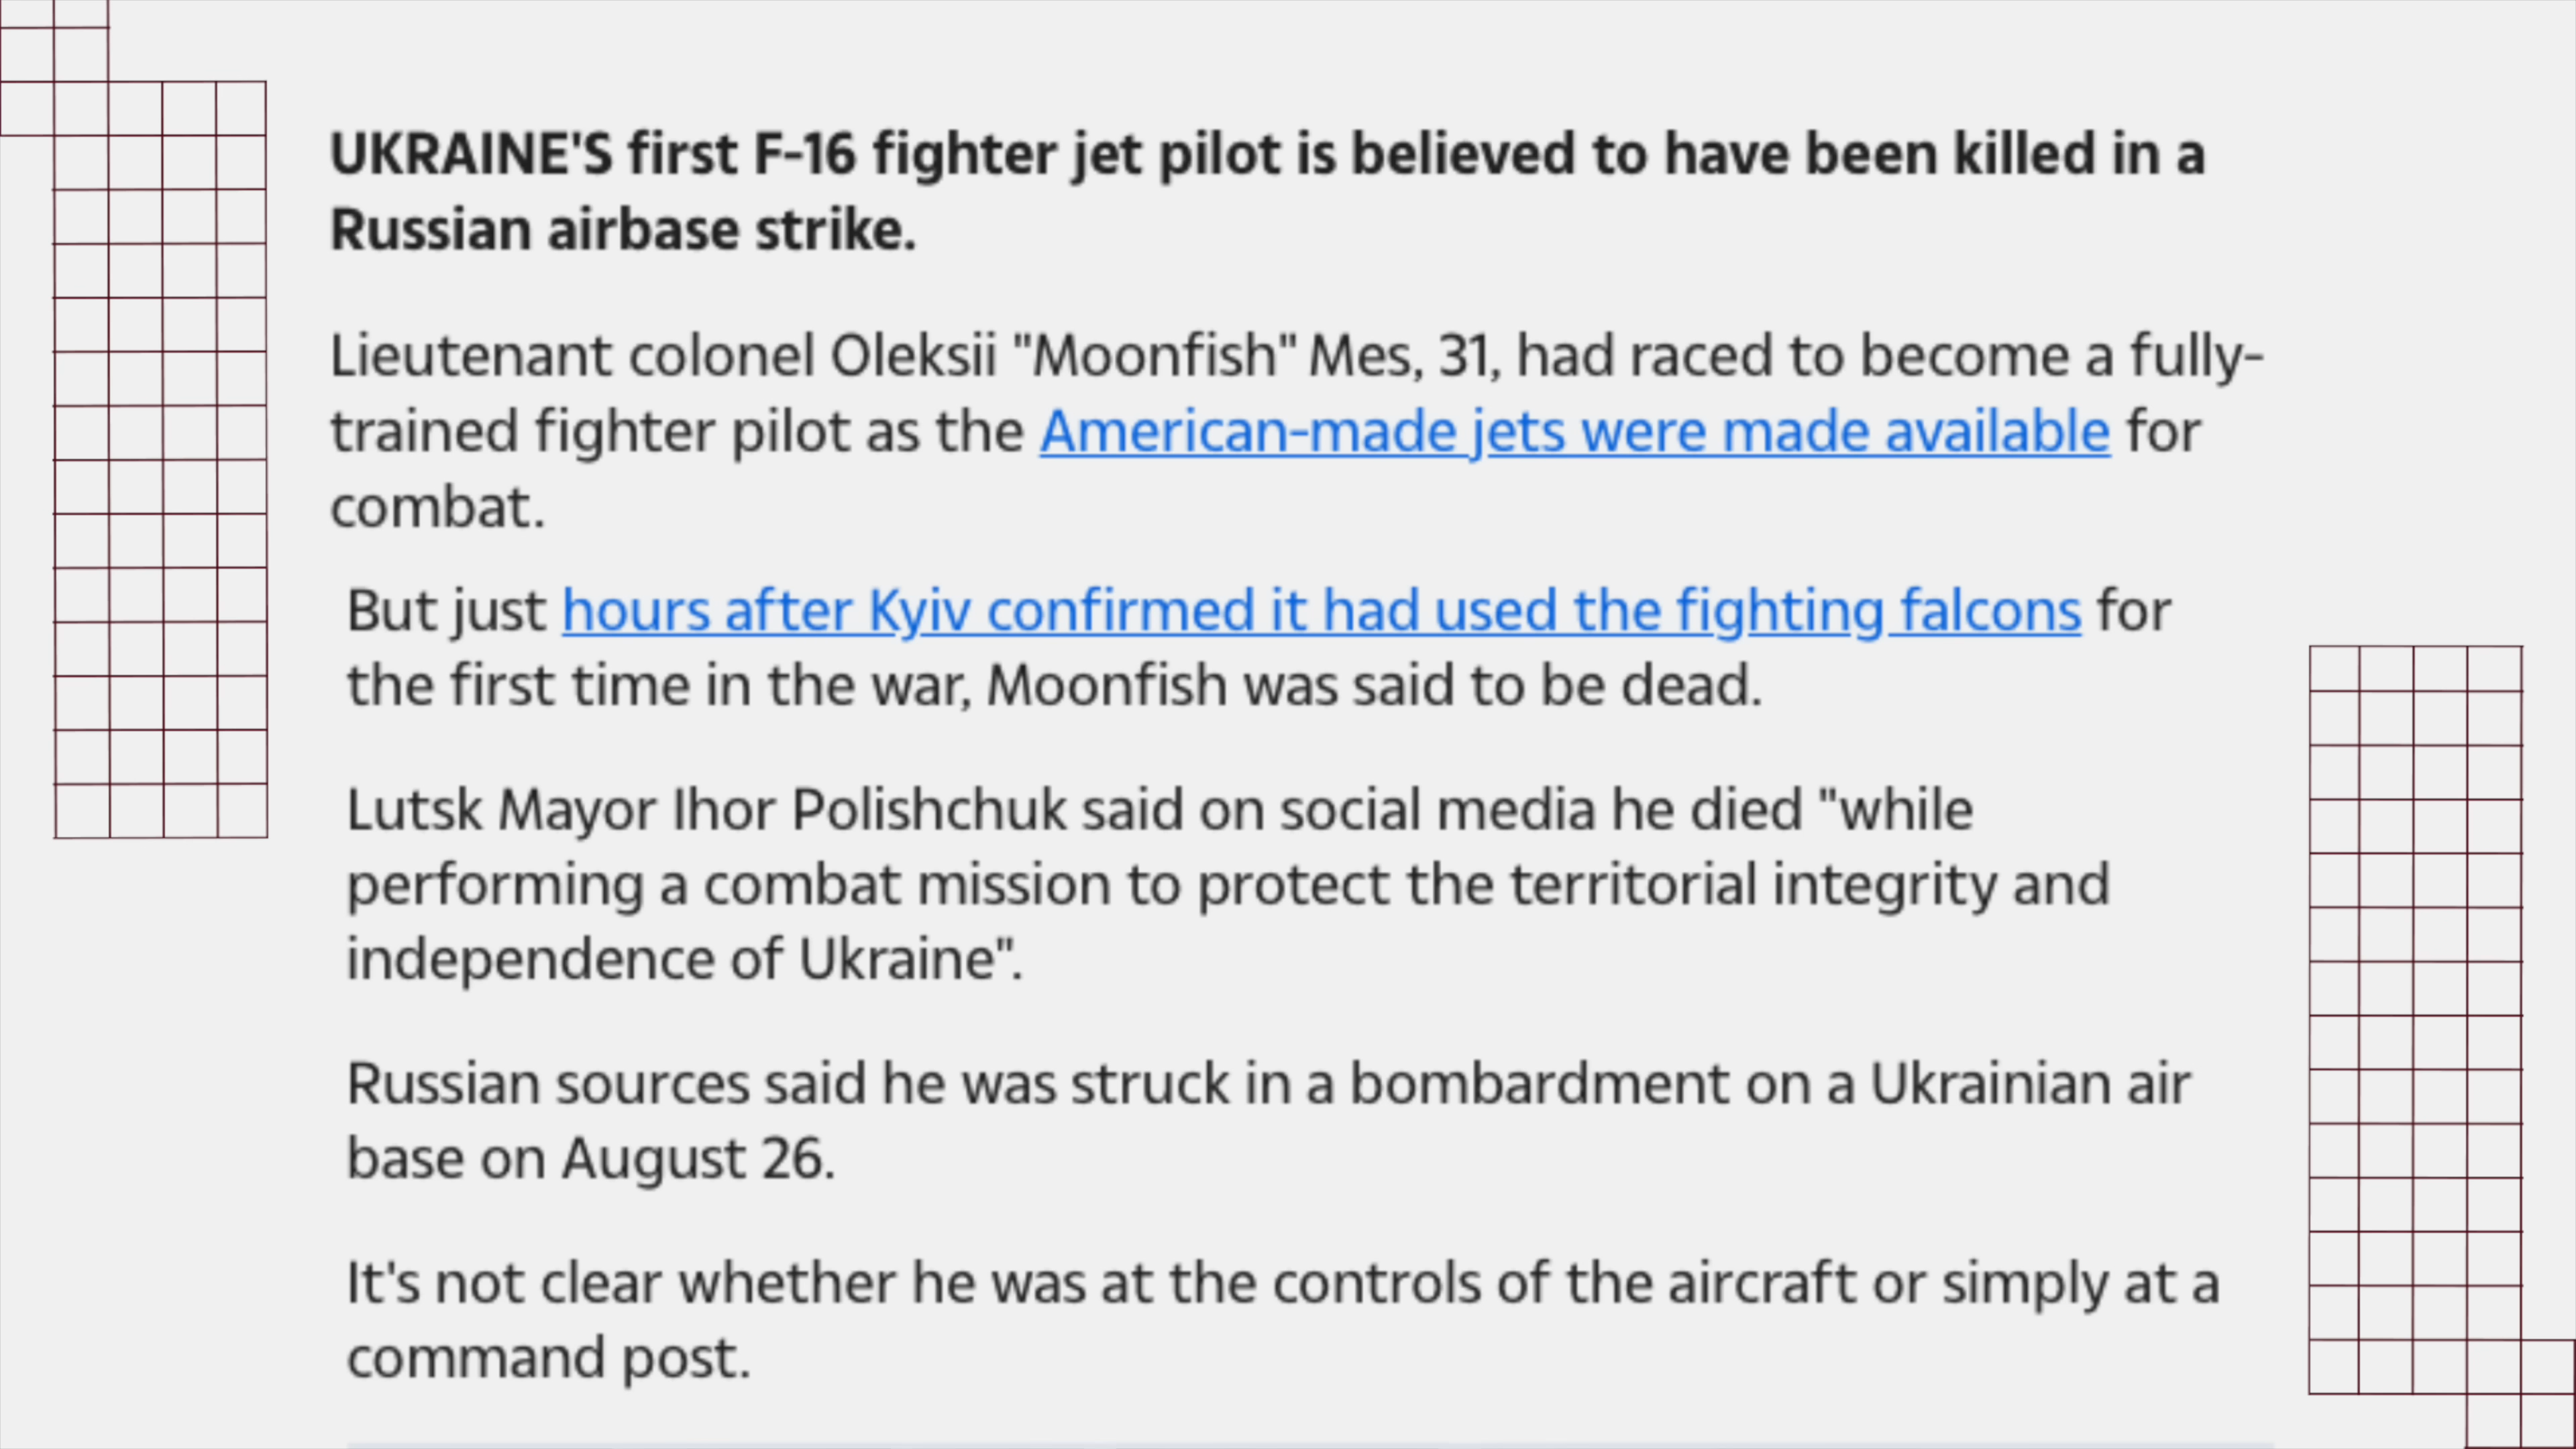 UKRAINE'S first F-16 fighter jet pilot is believed to have been killed in a
Russian airbase strike.
Lieutenant colonel Oleksii "Moonfish" Mes, 31, had raced to become a fully-
trained fighter pilot as the American-made jets were made available for
combat.
But just hours after Kyiv confirmed it had used the fighting falcons for
the first time in the war, Moonfish was said to be dead.
Lutsk Mayor Ihor Polishchuk said on social media he died "while
performing a combat mission to protect the territorial integrity and
independence of Ukraine".
Russian sources said he was struck in a bombardment on a Ukrainian air
base on August 26.
It's not clear whether he was at the controls of the aircraft or simply at a
command post.